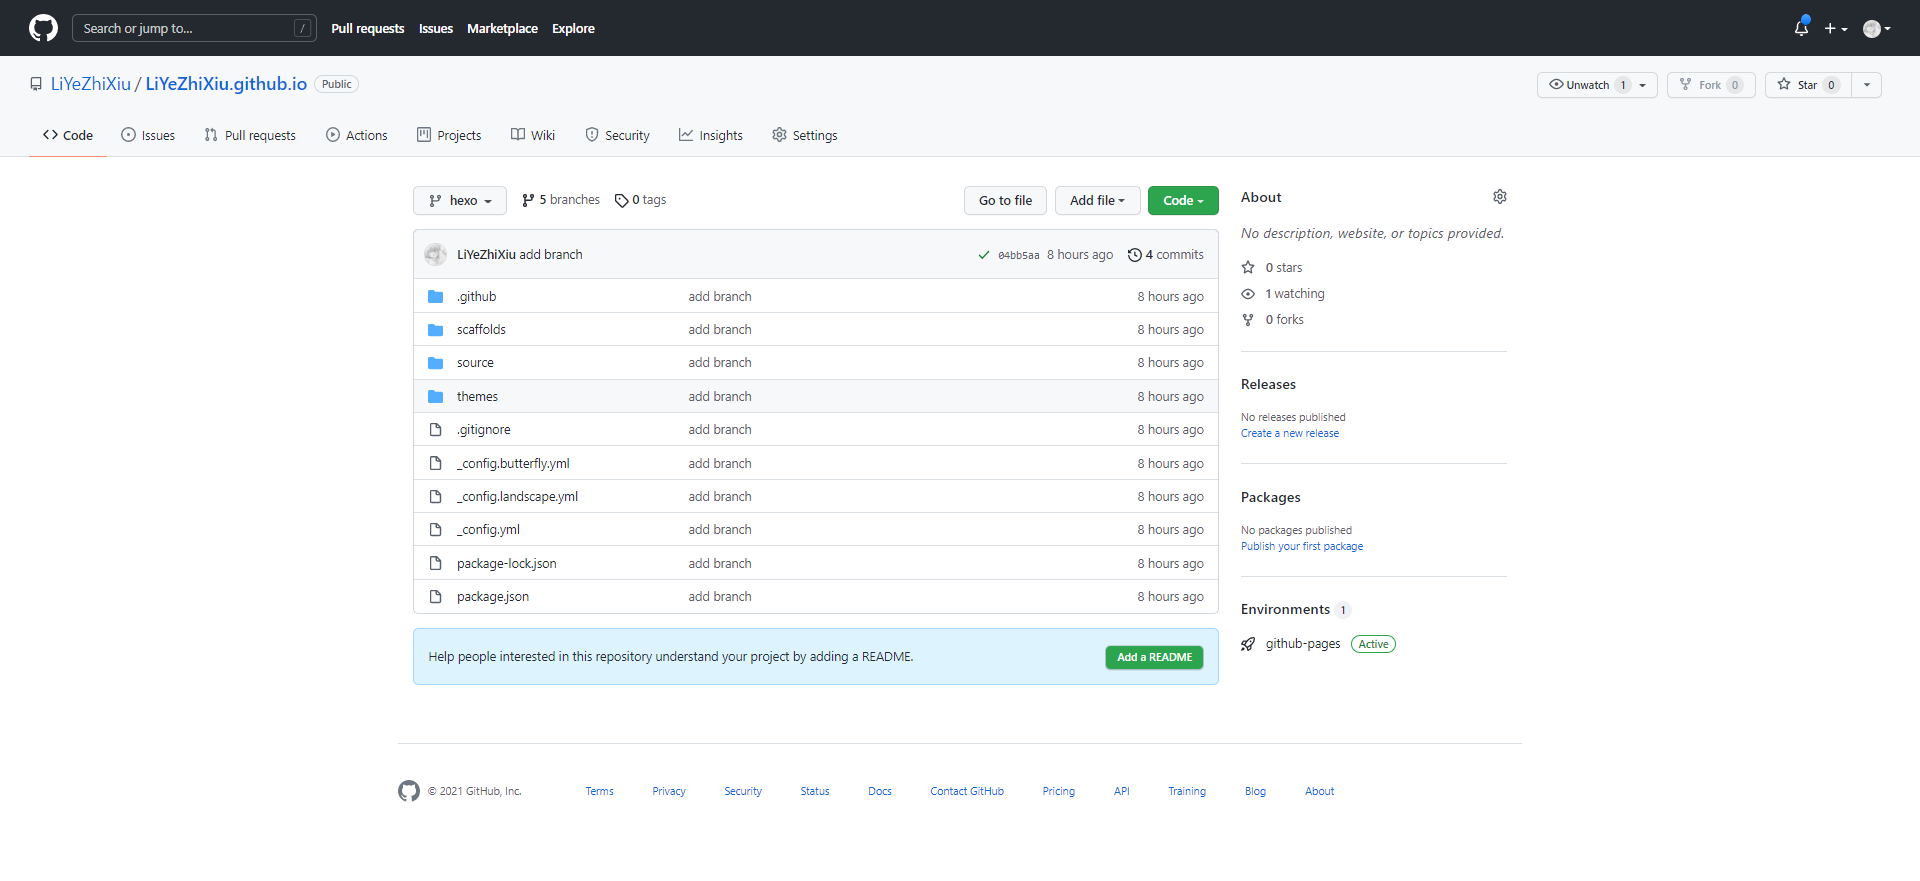 Search or jump to... /
Pull requests Issues Marketplace Explore
LiYeZhiXiu / LiYeZhiXiu.github.io Public
Unwatch 1 Fork 0 Star 0
Code Issues Pull requests Actions Projects Wiki Security Insights Settings
hexo 5 branches 0 tags
Go to file Add file Code
LiYeZhiXiu add branch 04bb5aa 8 hours ago 4 commits
.github add branch 8 hours ago
scaffolds add branch 8 hours ago
source add branch 8 hours ago
themes add branch 8 hours ago
.gitignore add branch 8 hours ago
_config.butterfly.yml add branch 8 hours ago
_config.landscape.yml add branch 8 hours ago
_config.yml add branch 8 hours ago
package-lock.json add branch 8 hours ago
package.json add branch 8 hours ago
Help people interested in this repository understand your project by adding a README. Add a README
About
No description, website, or topics provided.
0 stars
1 watching
0 forks
Releases
No releases published
Create a new release
Packages
No packages published
Publish your first package
Environments 1
github-pages Active
© 2021 GitHub, Inc. Terms Privacy Security Status Docs Contact GitHub Pricing API Training Blog About